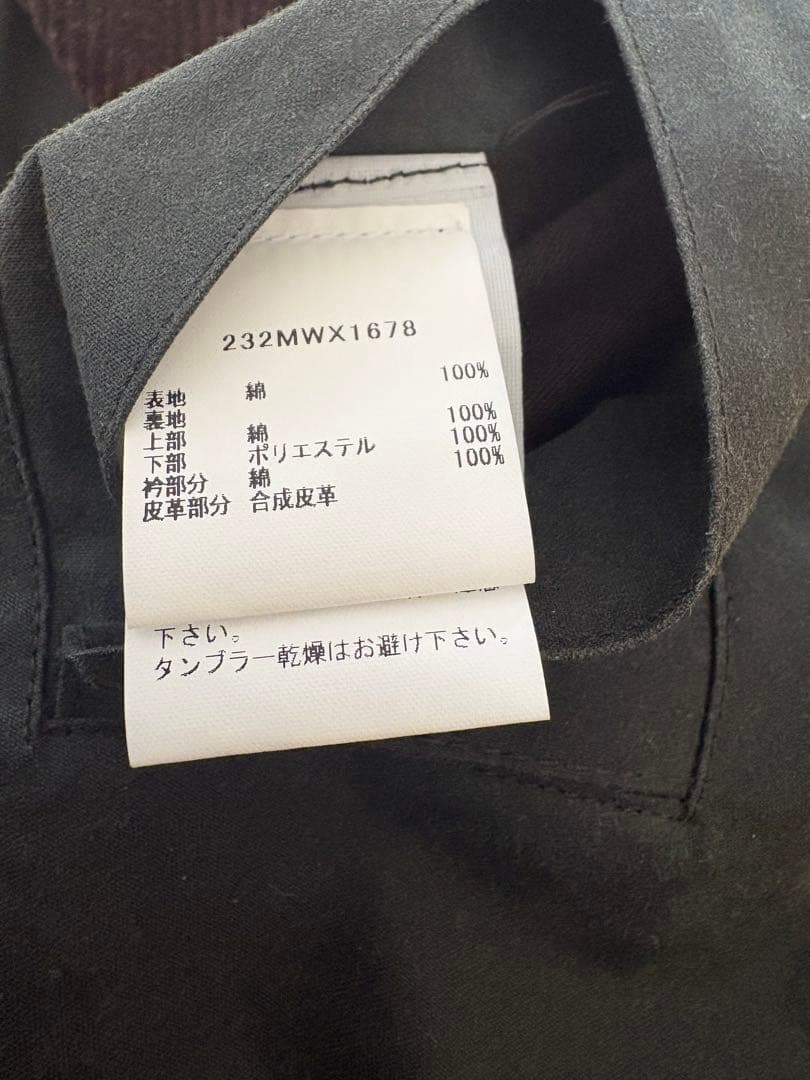 232MWX1678
表地 綿 100%
裏地
上部 綿 100%
下部 ポリエステル 100%
衿部分 綿 100%
皮革部分 合成皮革
下さい。
タンブラー乾燥はお避け下さい。